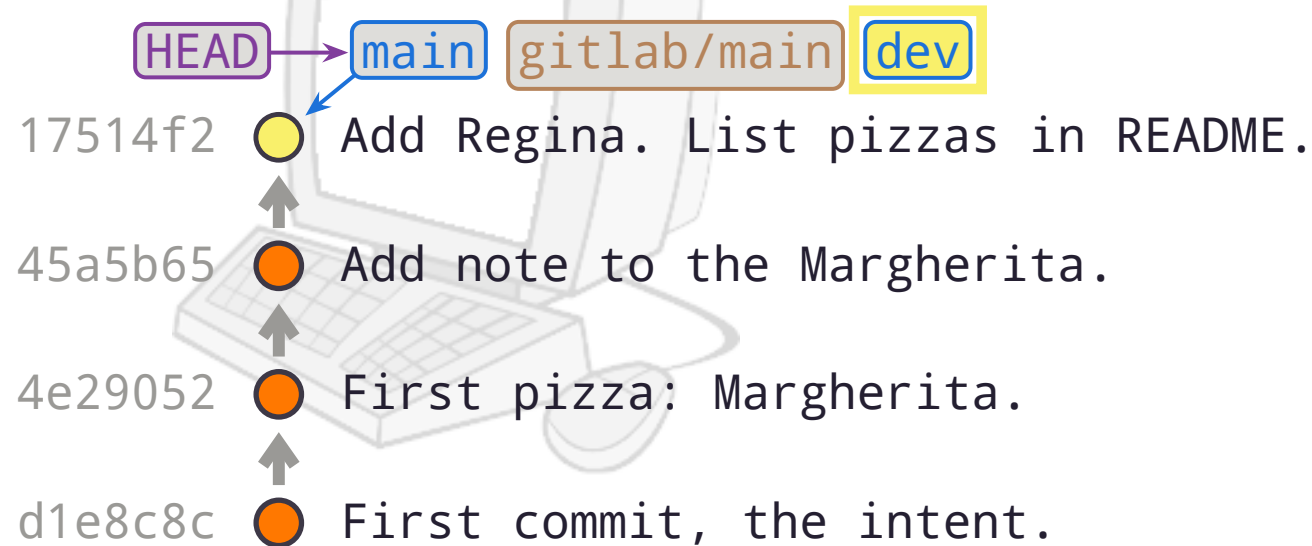 HEAD main gitlab/main dev
17514f2 Add Regina. List pizzas in README.
45a5b65 Add note to the Margherita.
4e29052 First pizza: Margherita.
d1e8c8c First commit, the intent.